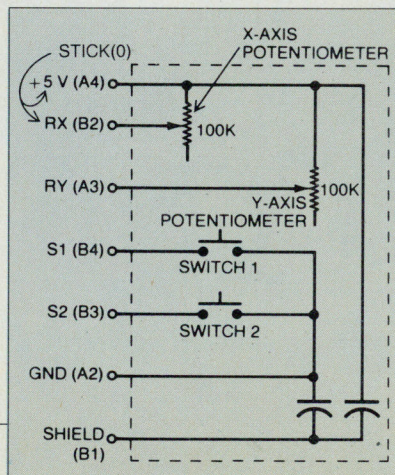 X-AXIS
POTENTIOMETER
STICK(0)
+5 V (A4)
RX (B2)
100K
RY (A3)
100K
Y-AXIS
POTENTIOMETER
S1 (B4)
SWITCH 1
S2 (B3)
SWITCH 2
GND (A2)
SHIELD
(B1)